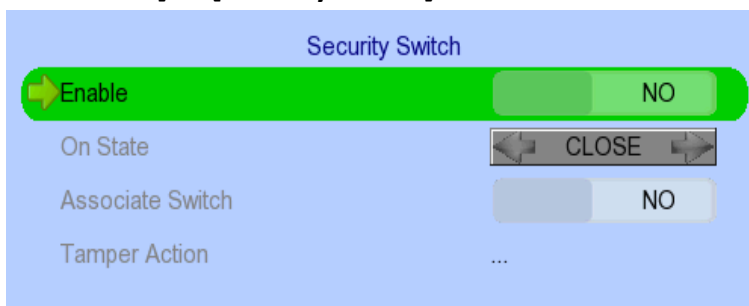 Security Switch
Enable NO
On State CLOSE
Associate Switch NO
Tamper Action ...